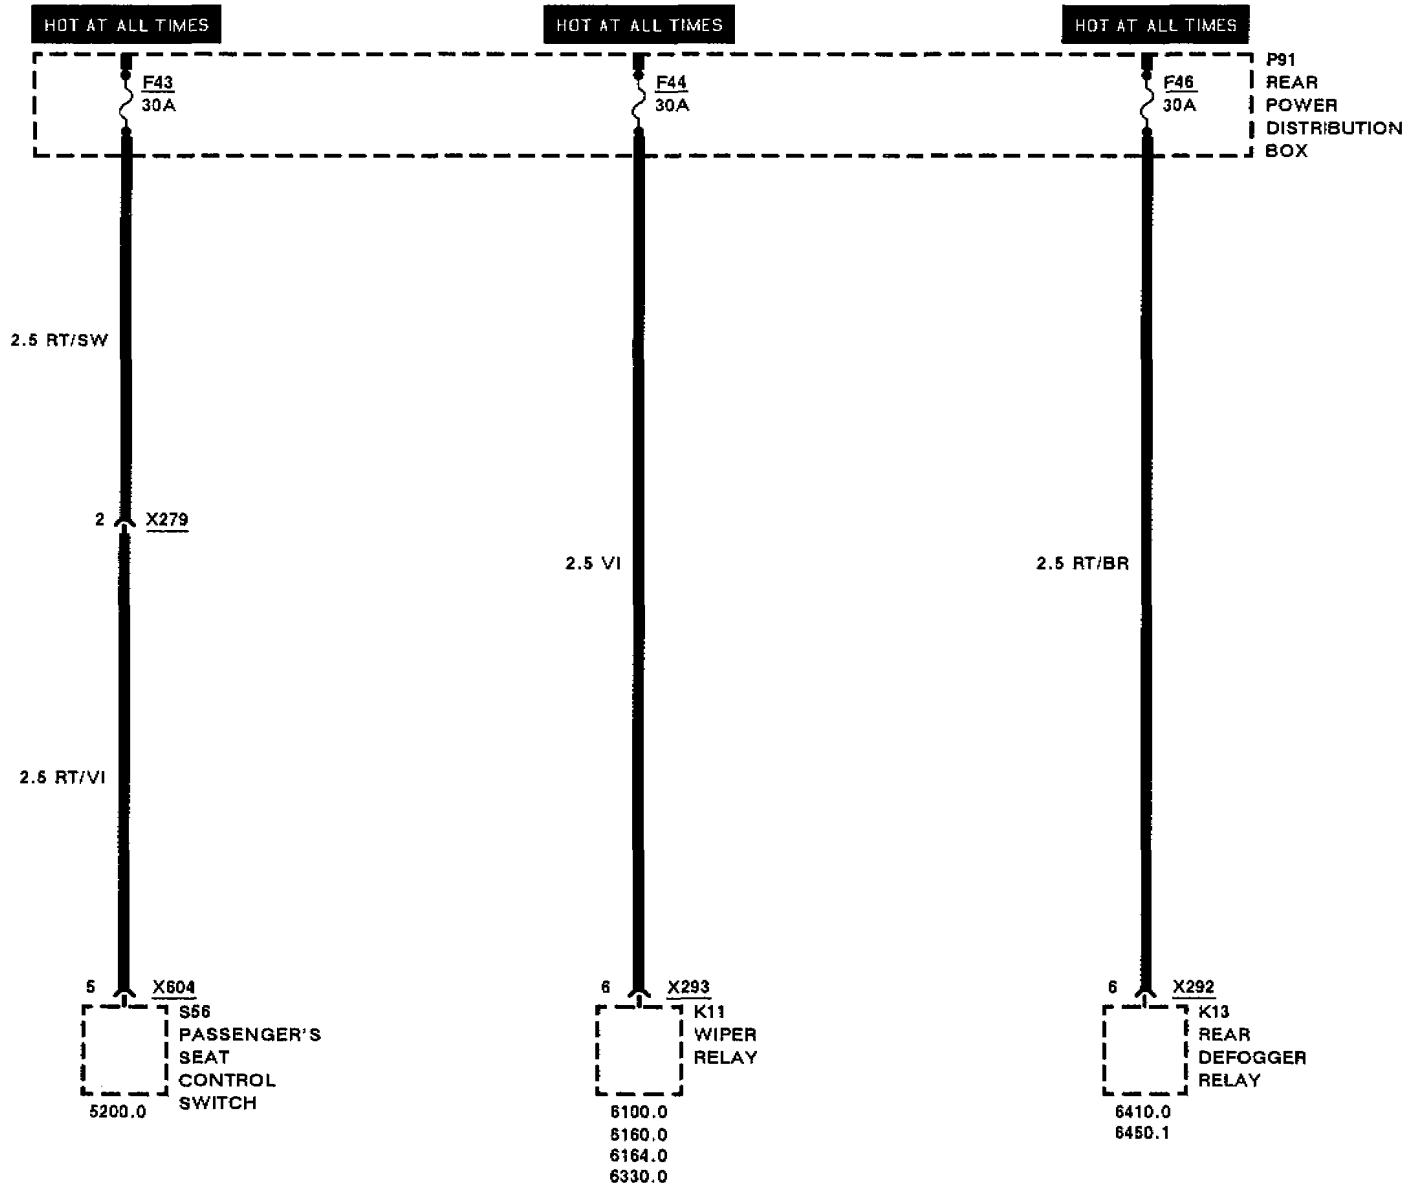 HOT AT ALL TIMES
HOT AT ALL TIMES
HOT AT ALL TIMES
F43
30A
F44
30A
F46
30A
P91
REAR
POWER
DISTRIBUTION
BOX
2.5 RT/SW
2 X279
2.5 VI
2.5 RT/BR
2.5 RT/VI
5 X604
S56
PASSENGER'S
SEAT
CONTROL
SWITCH
5200.0
6 X293
K11
WIPER
RELAY
6100.0
6160.0
6164.0
6330.0
6 X292
K13
REAR
DEFOGGER
RELAY
6410.0
6450.1